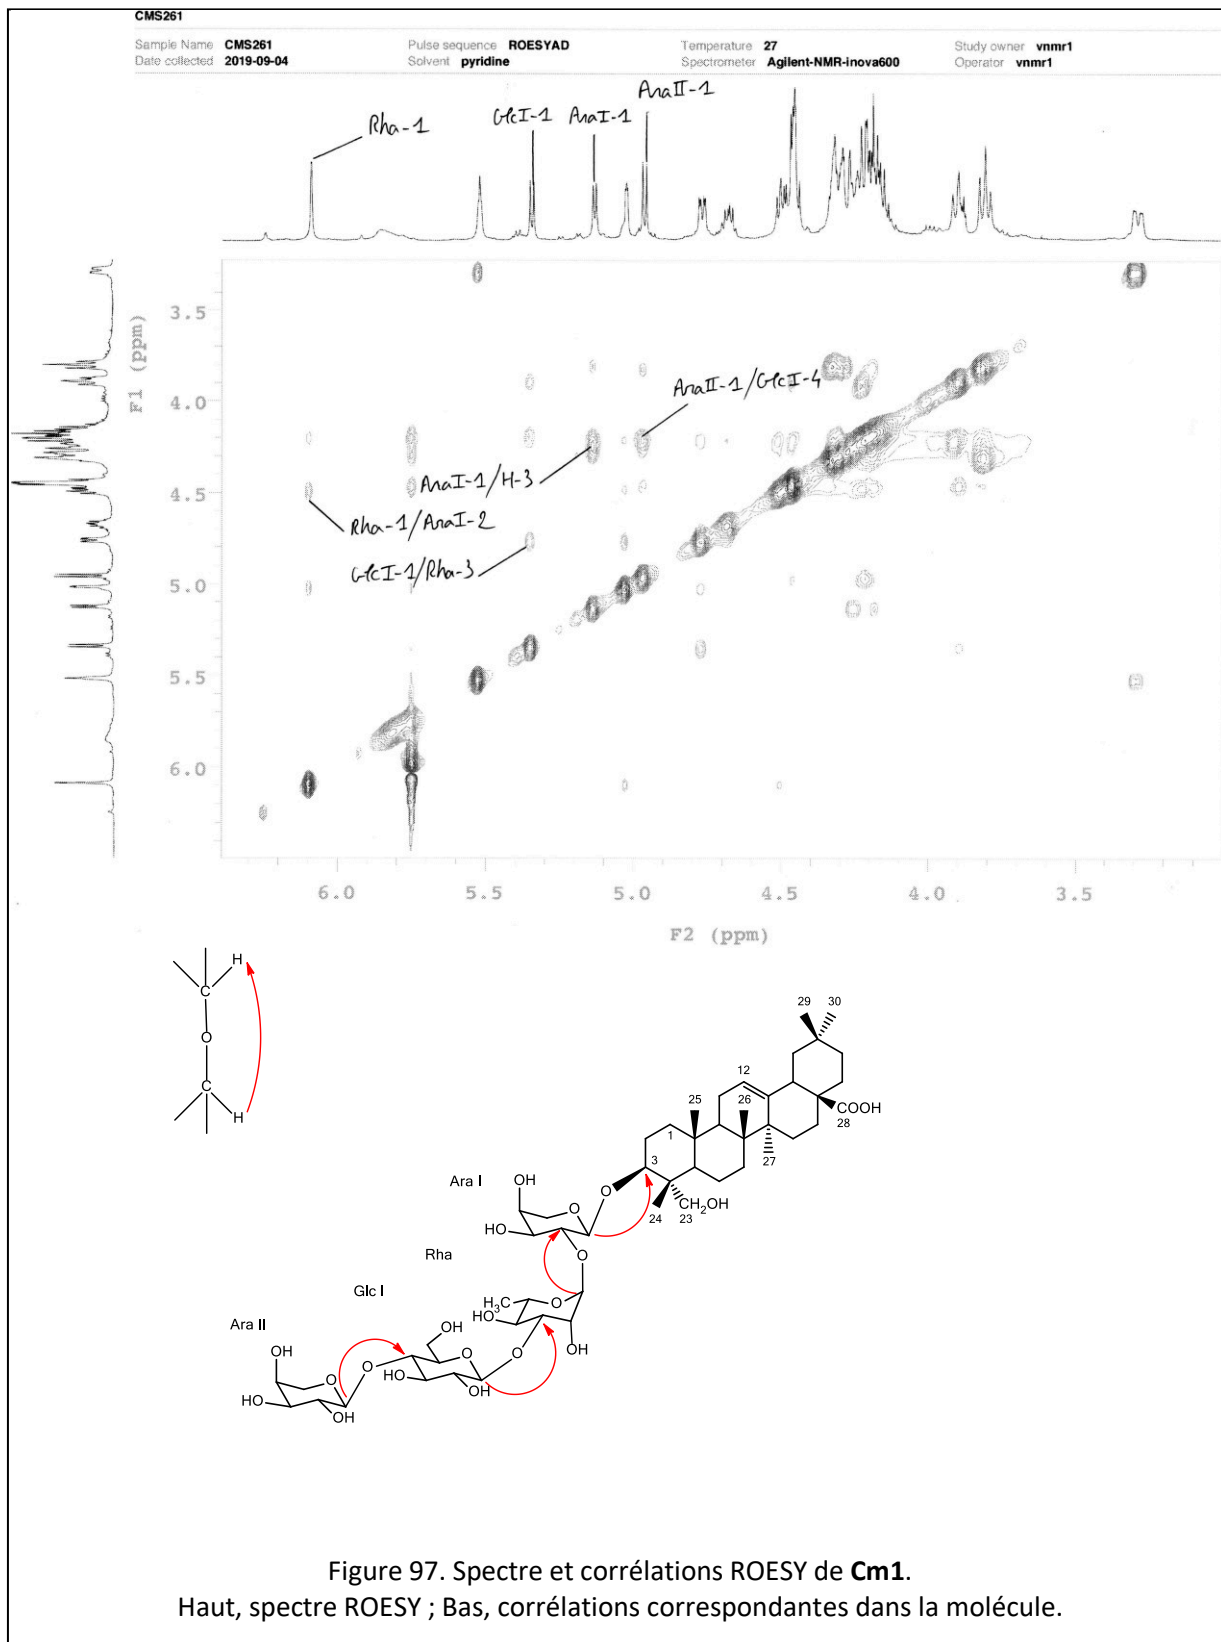 CMS261
Sample Name CMS261 Pulse sequence ROESYAD Temperature 27 Study owner vnmr1
Date collected 2019-09-04 Solvent pyridine Spectrometer Agilent-NMR-inova600 Operator vnmr1
Rha-1
GlcI-1
AraI-1
AraII-1
F1 (ppm)
3.5
4.0
4.5
5.0
5.5
6.0
AraII-1/GlcI-4
AraI-1/H-3
Rha-1/AraI-2
GlcI-1/Rha-3
6.0 5.5 5.0 4.5 4.0 3.5
F2 (ppm)
H
C
O
C
H
29 30
12
25 26
COOH
28
1
3
27
O
CH2OH
24 23
Ara I
OH
O
HO
O
Rha
H3C
O
HO
OH
Glc I
OH
O
O
HO
OH
O
Ara II
OH
O
HO
OH
Figure 97. Spectre et corrélations ROESY de Cm1.
Haut, spectre ROESY ; Bas, corrélations correspondantes dans la molécule.